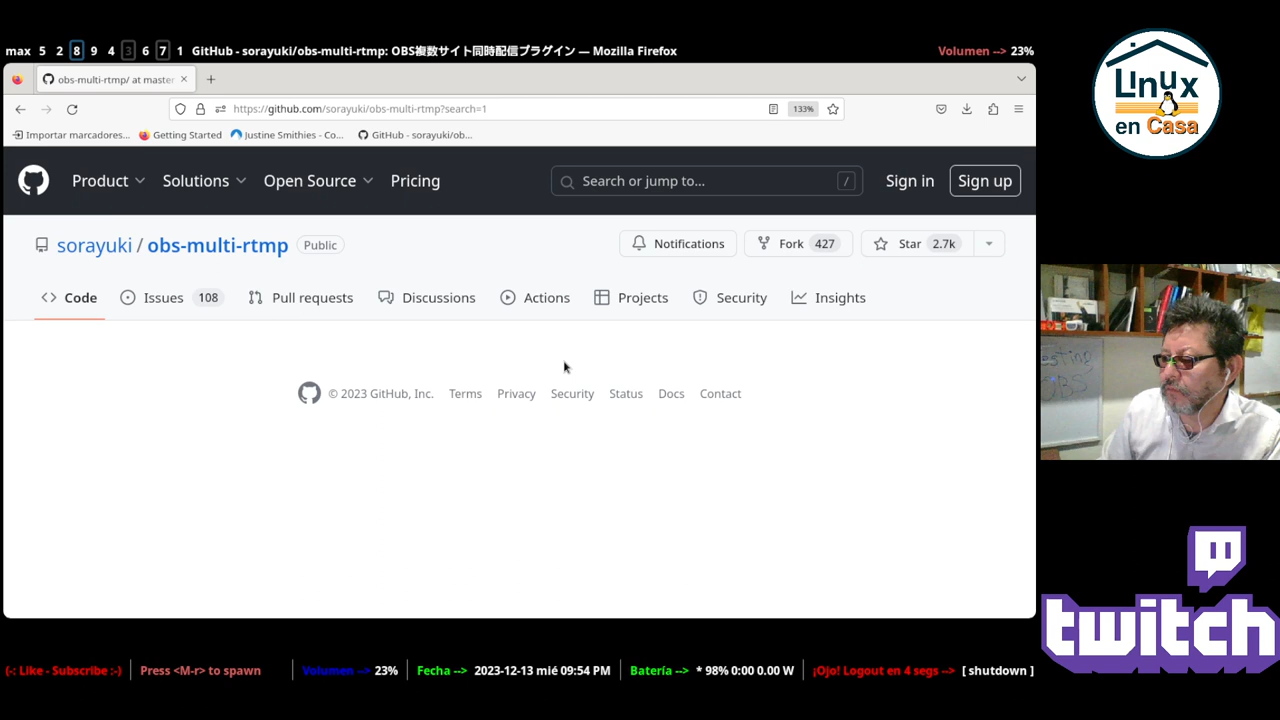 max 5 2 8 9 4 3 6 7 1 GitHub - sorayuki/obs-multi-rtmp: OBS複数サイト同時配信プラグイン — Mozilla Firefox Volumen --> 23%
obs-multi-rtmp/ at master
https://github.com/sorayuki/obs-multi-rtmp?search=1 133%
Importar marcadores... Getting Started Justine Smithies - Co... GitHub - sorayuki/ob...
Product Solutions Open Source Pricing Search or jump to... / Sign in Sign up
sorayuki / obs-multi-rtmp Public Notifications Fork 427 Star 2.7k
Code Issues 108 Pull requests Discussions Actions Projects Security Insights
© 2023 GitHub, Inc. Terms Privacy Security Status Docs Contact
(-: Like - Subscribe :-) Press <M-r> to spawn Volumen --> 23% Fecha --> 2023-12-13 mié 09:54 PM Batería --> * 98% 0:00 0.00 W ¡Ojo! Logout en 4 segs --> [ shutdown ]
Linux
en Casa
Testing
OBS
twitch